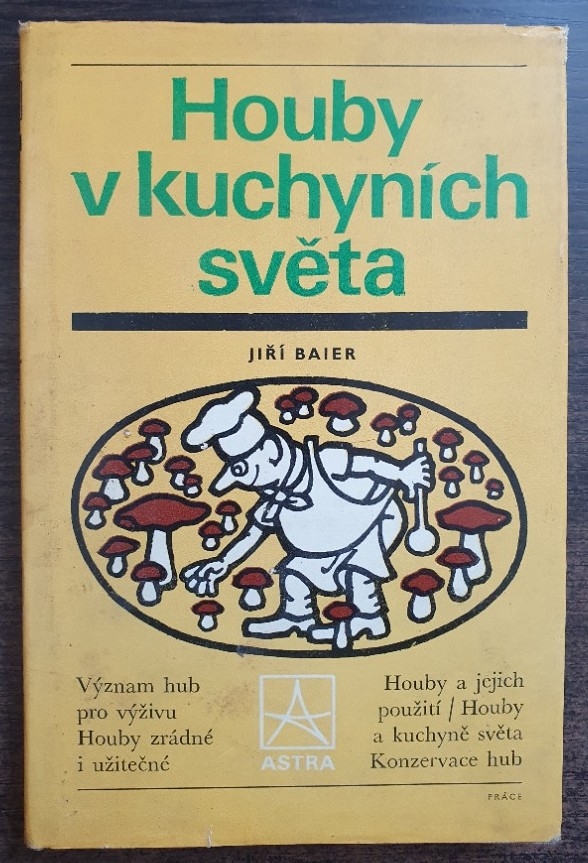 Houby
v kuchyních
světa
JIŘÍ BAIER
Význam hub
pro výživu
Houby zrádné
i užitečné
ASTRA
Houby a jejich
použití / Houby
a kuchyně světa
Konzervace hub
PRÁCE